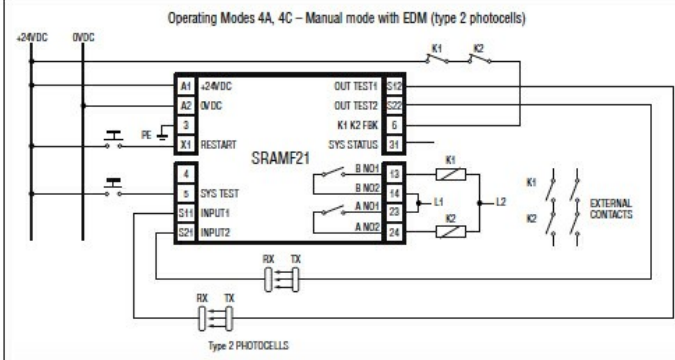 Operating Modes 4A, 4C – Manual mode with EDM (type 2 photocells)
+24VDC 0VDC
K1 K2
A1 +24VDC OUT TEST1 S12
A2 0VDC OUT TEST2 S22
PE 3 K1 K2 FBK 6
X1 RESTART SYS STATUS 31
SRAMF21
4 B NO1 13 K1
5 SYS TEST B NO2 14 L1 L2
S11 INPUT1 A NO1 23
S21 INPUT2 A NO2 24 K2
K1
K2
EXTERNAL
CONTACTS
RX TX
RX TX
Type 2 PHOTOCELLS